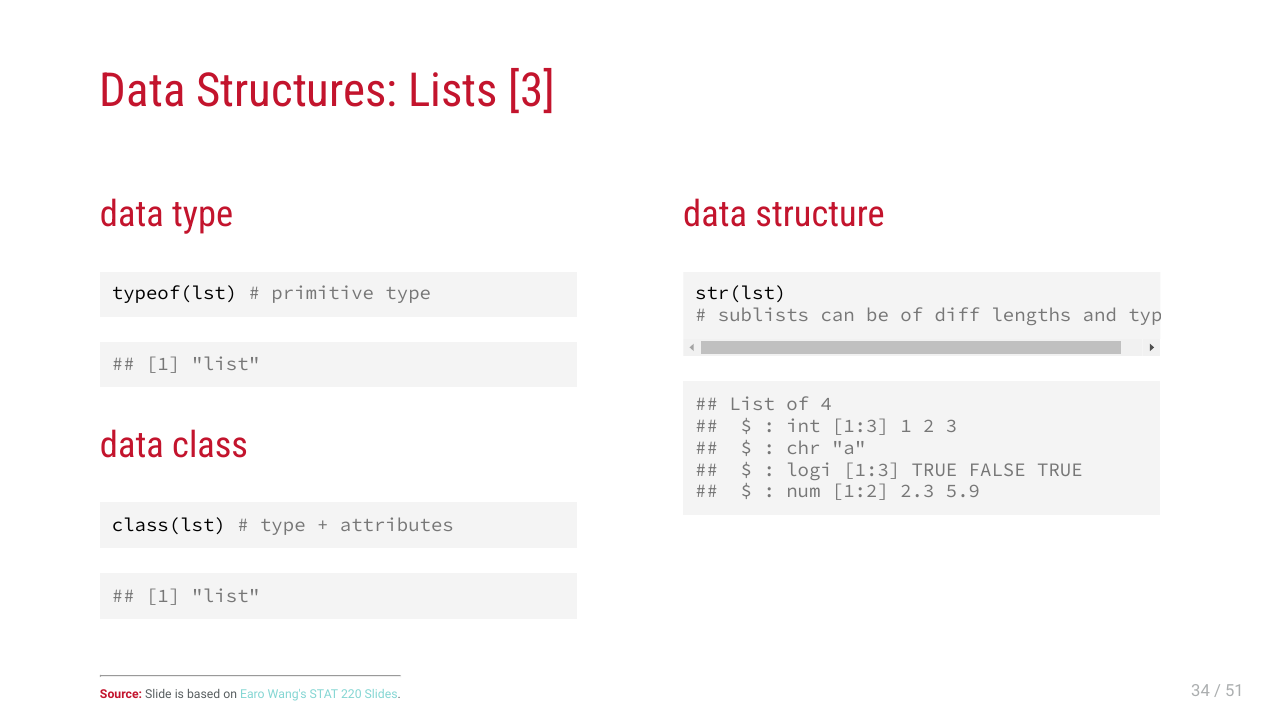 Data Structures: Lists [3]
data type
typeof(lst) # primitive type
## [1] "list"
data class
class(lst) # type + attributes
## [1] "list"
data structure
str(lst)
# sublists can be of diff lengths and typ
## List of 4
##  $ : int [1:3] 1 2 3
##  $ : chr "a"
##  $ : logi [1:3] TRUE FALSE TRUE
##  $ : num [1:2] 2.3 5.9
Source: Slide is based on Earo Wang's STAT 220 Slides.
34 / 51